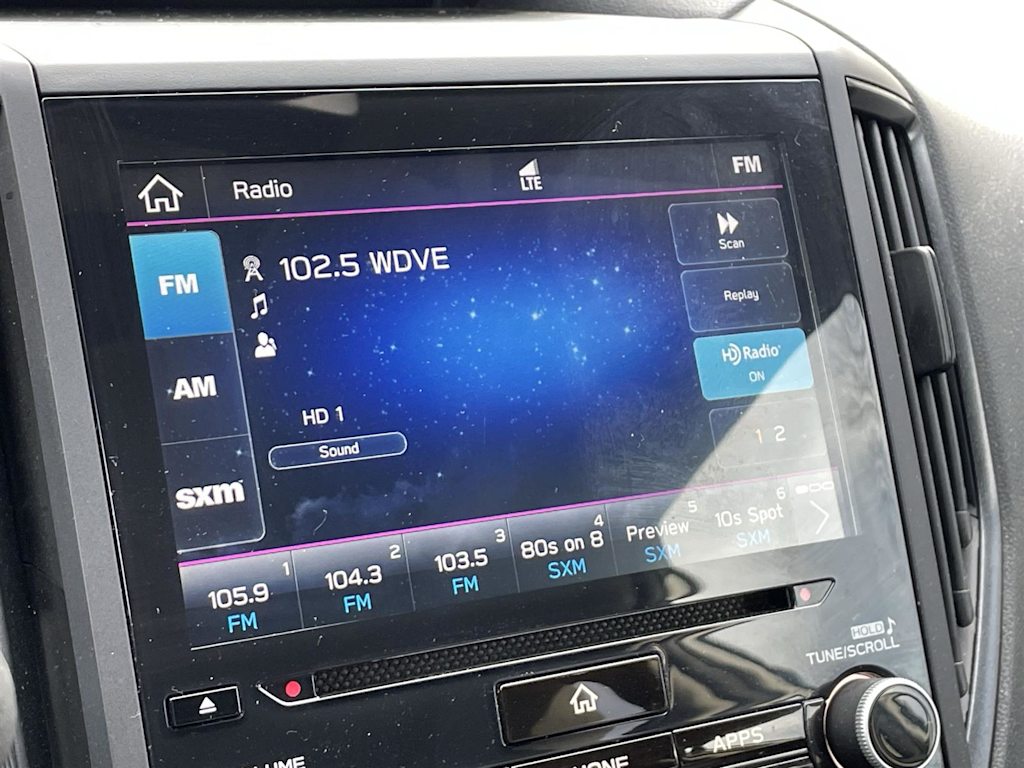 Radio
LTE
FM
FM
102.5 WDVE
Scan
Replay
HD Radio
ON
AM
HD 1
Sound
1 2
sxm
1
105.9
FM
2
104.3
FM
3
103.5
FM
4
80s on 8
SXM
5
Preview
SXM
6
10s Spot
SXM
HOLD
TUNE/SCROLL
APPS